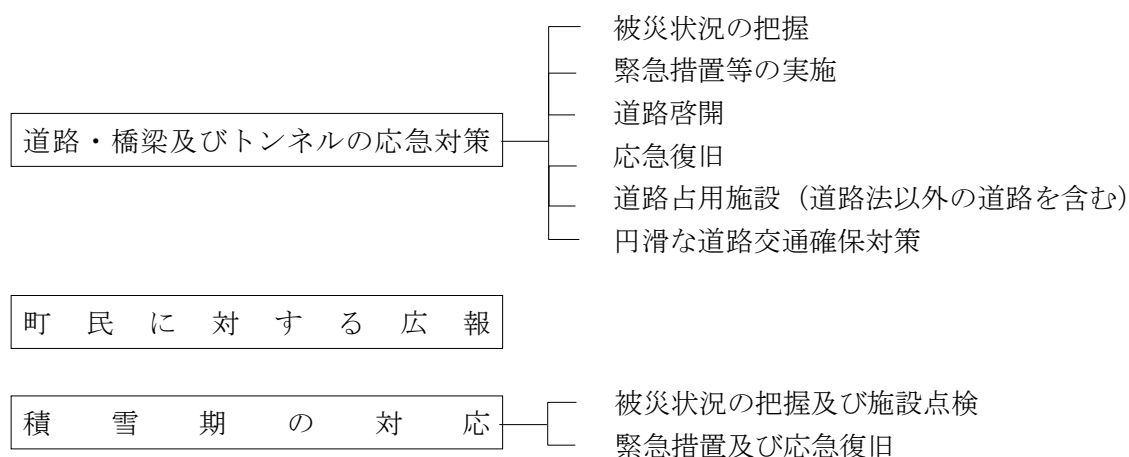 被災状況の把握
緊急措置等の実施
道路啓開
道路・橋梁及びトンネルの応急対策
応急復旧
道路占用施設（道路法以外の道路を含む）
円滑な道路交通確保対策
町民に対する広報
積雪期の対応
被災状況の把握及び施設点検
緊急措置及び応急復旧